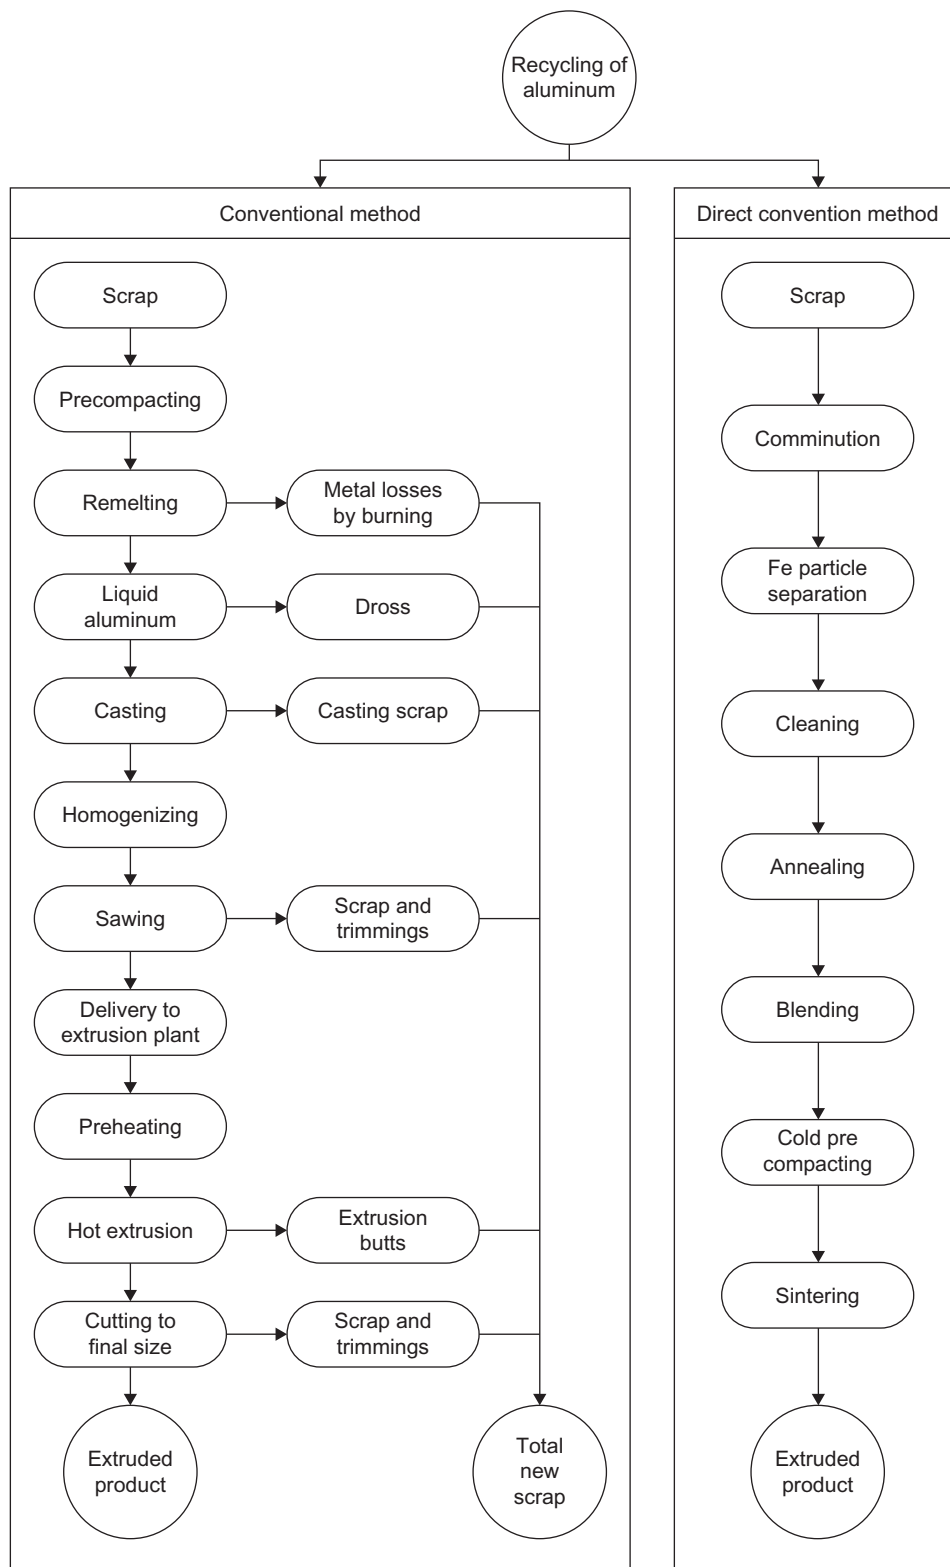 Recycling of
aluminum
Conventional method
Scrap
Precompacting
Remelting
Metal losses
by burning
Liquid
aluminum
Dross
Casting
Casting scrap
Homogenizing
Sawing
Scrap and
trimmings
Delivery to
extrusion plant
Preheating
Hot extrusion
Extrusion
butts
Cutting to
final size
Scrap and
trimmings
Extruded
product
Total
new
scrap
Direct convention method
Scrap
Comminution
Fe particle
separation
Cleaning
Annealing
Blending
Cold pre
compacting
Sintering
Extruded
product